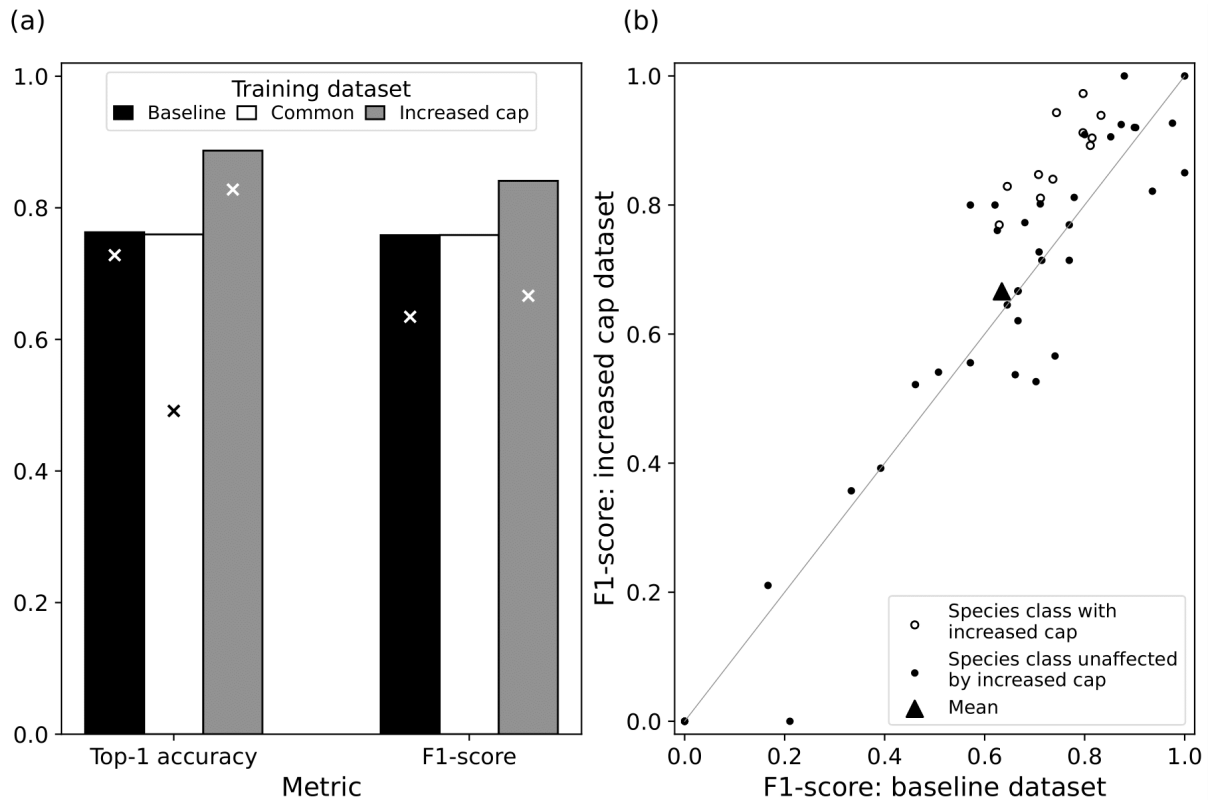 (a)
1.0
0.8
0.6
0.4
0.2
0.0
Training dataset
Baseline
Common
Increased cap
Top-1 accuracy
F1-score
Metric
(b)
F1-score: increased cap dataset
1.0
0.8
0.6
0.4
0.2
0.0
Species class with
increased cap
Species class unaffected
by increased cap
Mean
0.0
0.2
0.4
0.6
0.8
1.0
F1-score: baseline dataset